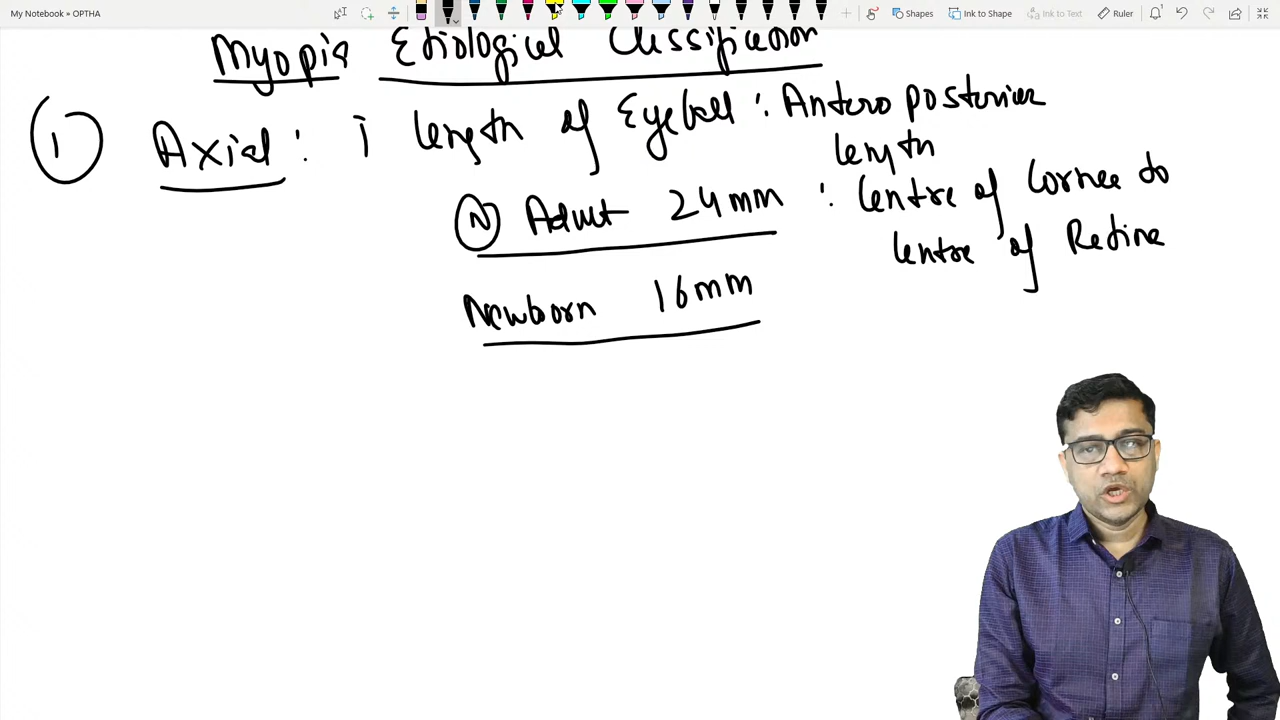 My Notebook » OPTHA
Shapes
Ink to Shape
Ink to Text
Ruler
Myopia Etiological Classification
1 Axial : ↑ length of Eyeball : Antero posterior
length
N Adult 24mm : Centre of Cornea to
Centre of Retina
Newborn 16mm